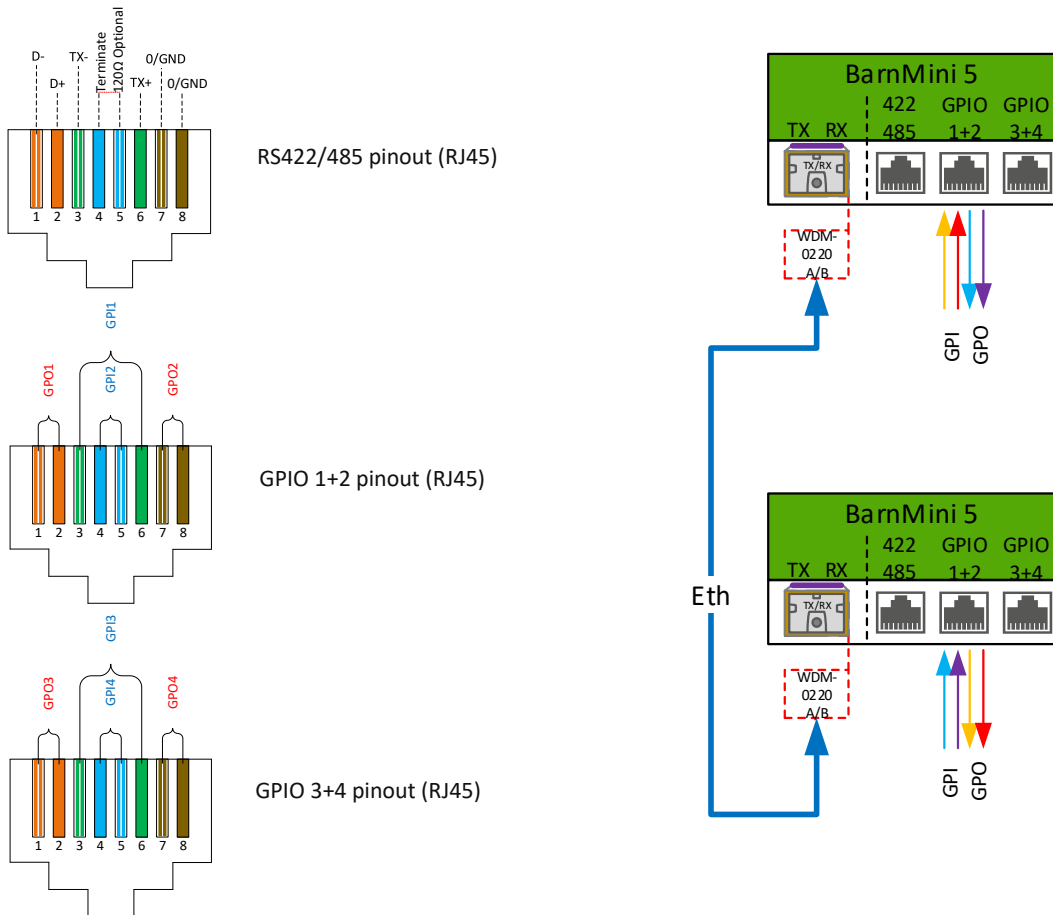 D-
D+
TX-
Terminate
120Ω Optional
TX+
0/GND
0/GND
1 2 3 4 5 6 7 8
RS422/485 pinout (RJ45)
GPI1
GPO1
GPI2
GPO2
1 2 3 4 5 6 7 8
GPIO 1+2 pinout (RJ45)
GPI3
GPO3
GPI4
GPO4
1 2 3 4 5 6 7 8
GPIO 3+4 pinout (RJ45)
BarnMini 5
422 GPIO GPIO
TX RX 485 1+2 3+4
TX/RX
WDM-
0220
A/B
GPI
GPO
Eth
BarnMini 5
422 GPIO GPIO
TX RX 485 1+2 3+4
TX/RX
WDM-
0220
A/B
GPI
GPO